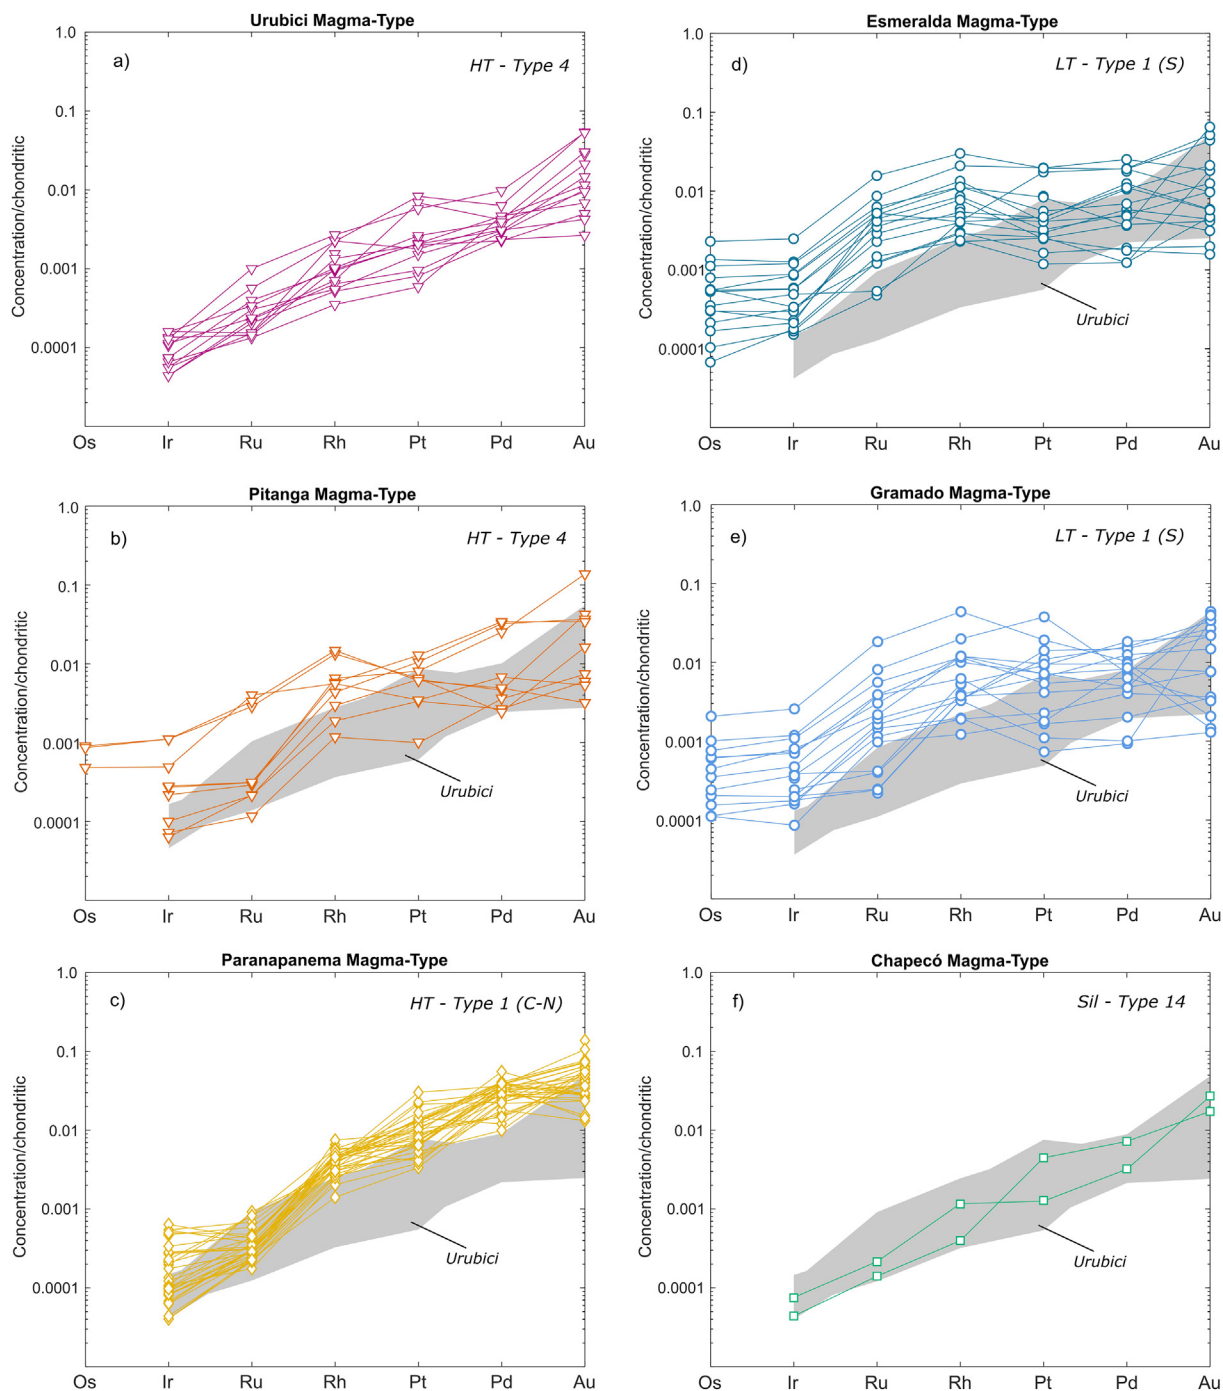 Urubici Magma-Type
a)
HT - Type 4
Concentration/chondritic
1.0
0.1
0.01
0.001
0.0001
Os Ir Ru Rh Pt Pd Au
Esmeralda Magma-Type
d)
LT - Type 1 (S)
Concentration/chondritic
1.0
0.1
0.01
0.001
0.0001
Urubici
Os Ir Ru Rh Pt Pd Au
Pitanga Magma-Type
b)
HT - Type 4
Concentration/chondritic
1.0
0.1
0.01
0.001
0.0001
Urubici
Os Ir Ru Rh Pt Pd Au
Gramado Magma-Type
e)
LT - Type 1 (S)
Concentration/chondritic
1.0
0.1
0.01
0.001
0.0001
Urubici
Os Ir Ru Rh Pt Pd Au
Paranapanema Magma-Type
c)
HT - Type 1 (C-N)
Concentration/chondritic
1.0
0.1
0.01
0.001
0.0001
Urubici
Os Ir Ru Rh Pt Pd Au
Chapecó Magma-Type
f)
Sil - Type 14
Concentration/chondritic
1.0
0.1
0.01
0.001
0.0001
Urubici
Os Ir Ru Rh Pt Pd Au